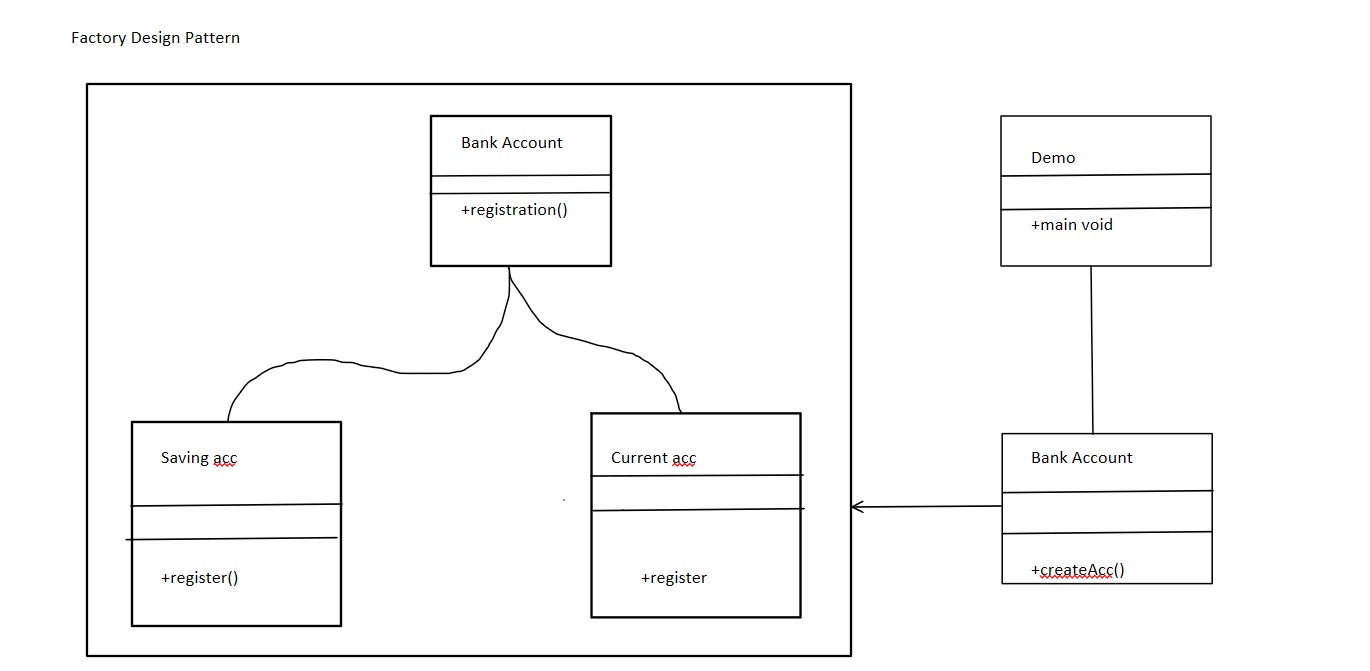 Factory Design Pattern
Bank Account
+registration()
Saving acc
+register()
Current acc
+register
Demo
+main void
Bank Account
+createAcc()